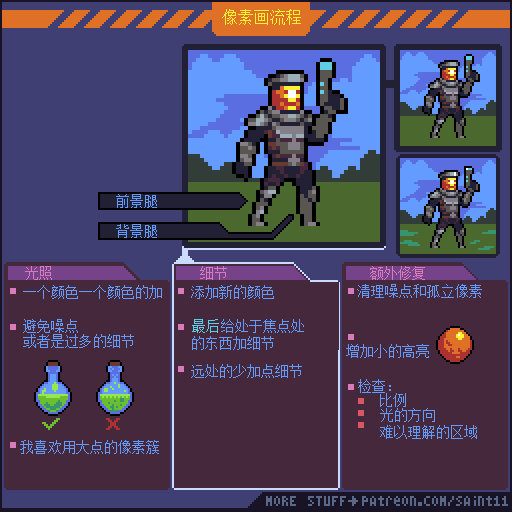 像素画流程
前景腿
背景腿
光照
一个颜色一个颜色的加
避免噪点
或者是过多的细节
我喜欢用大点的像素簇
细节
添加新的颜色
最后给处于焦点处
的东西加细节
远处的少加点细节
额外修复
清理噪点和孤立像素
增加小的高亮
检查:
比例
光的方向
难以理解的区域
MORE STUFF→PATREON.COM/SAINT11